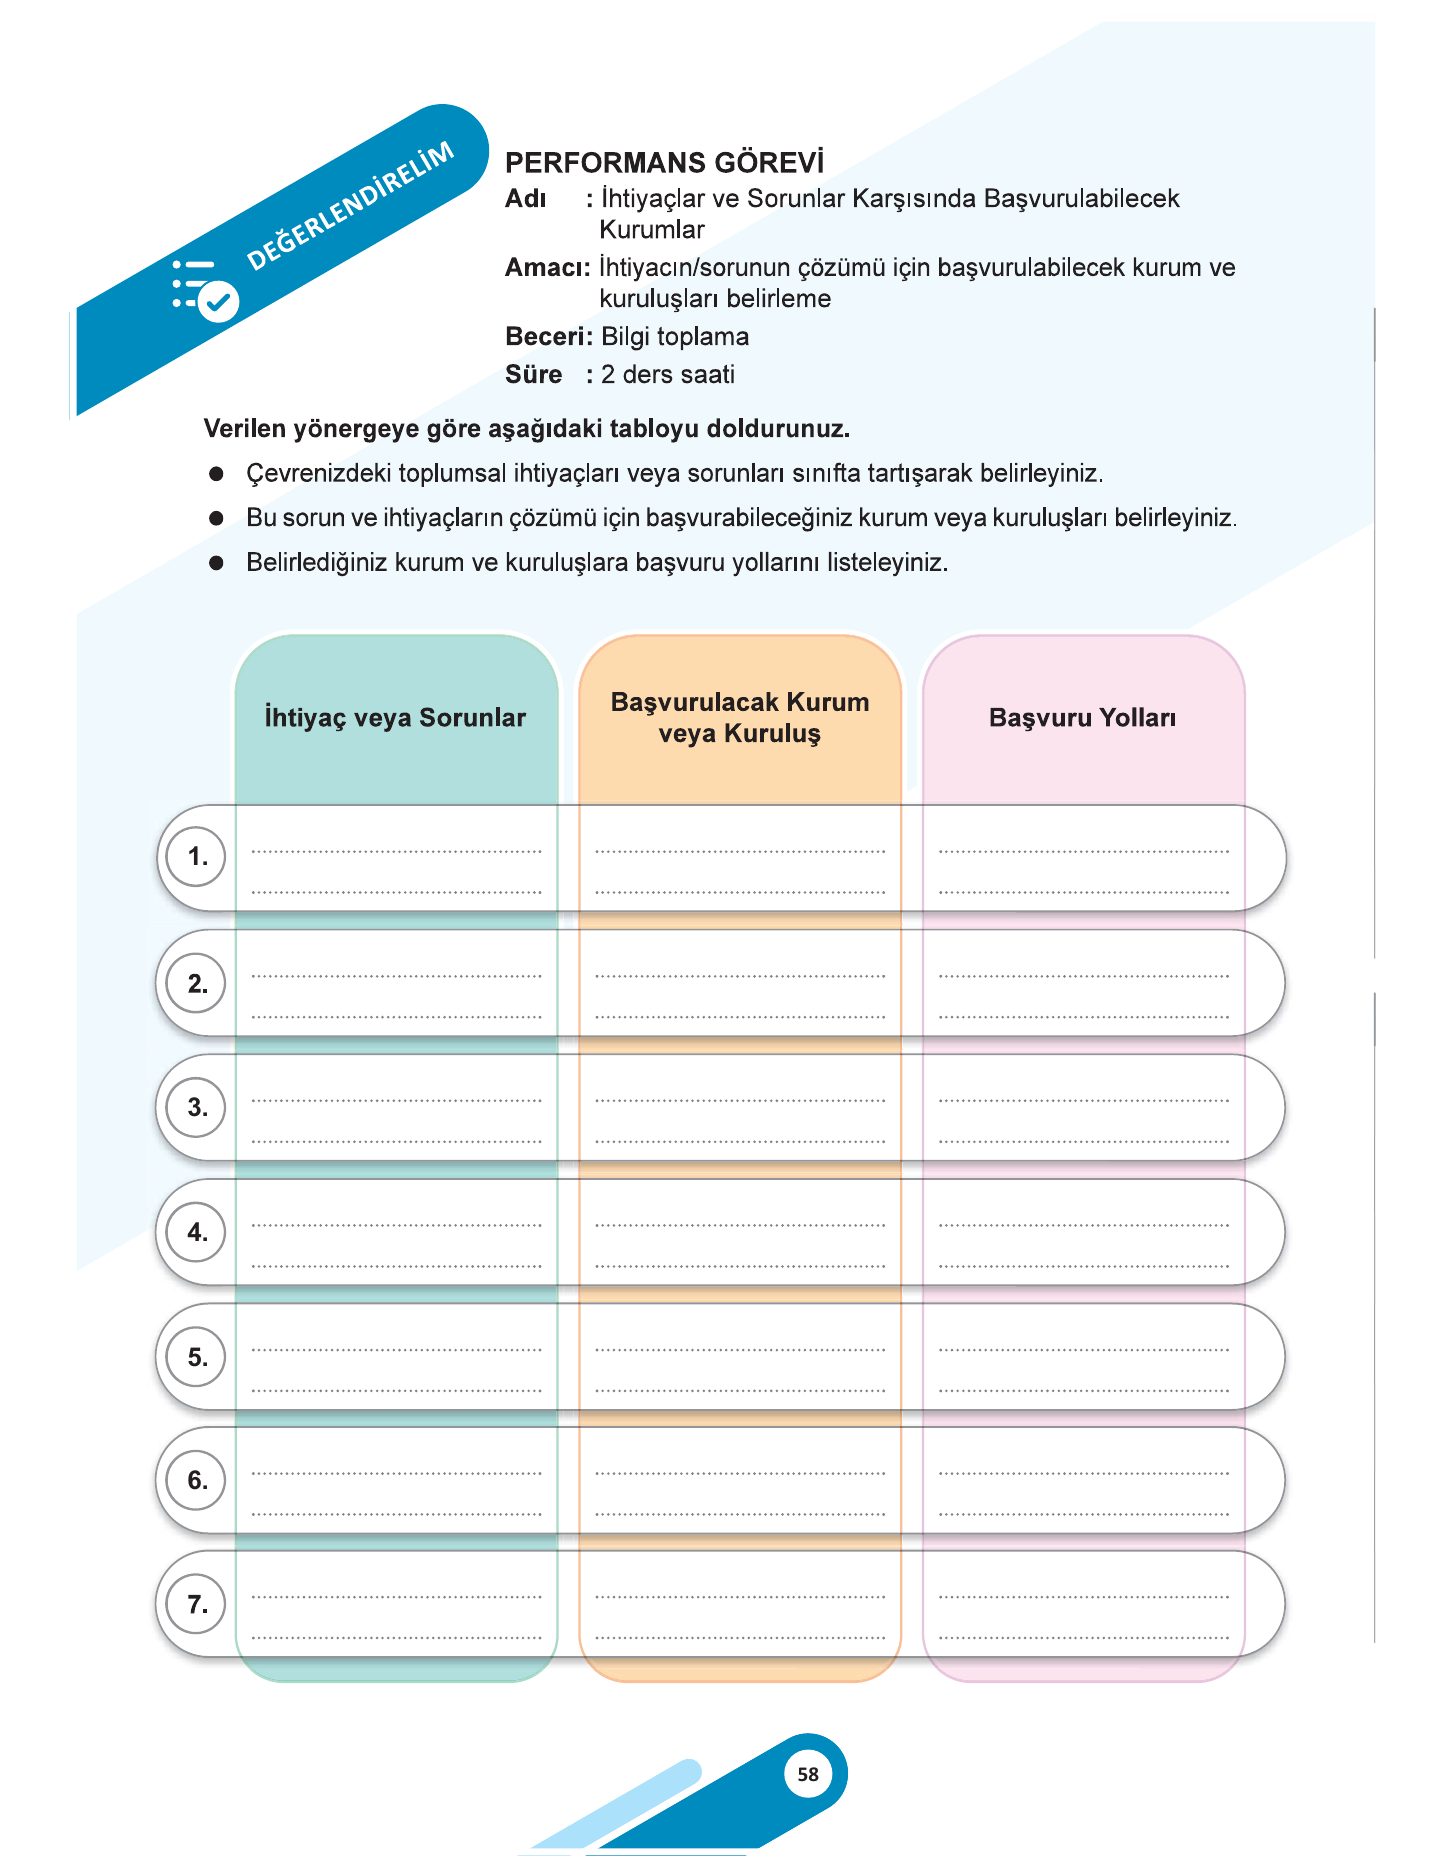 DEĞERLENDİRELİM
PERFORMANS GÖREVİ
Adı : İhtiyaçlar ve Sorunlar Karşısında Başvurulabilecek
Kurumlar
Amacı: İhtiyacın/sorunun çözümü için başvurulabilecek kurum ve
kuruluşları belirleme
Beceri: Bilgi toplama
Süre : 2 ders saati
Verilen yönergeye göre aşağıdaki tabloyu doldurunuz.
● Çevrenizdeki toplumsal ihtiyaçları veya sorunları sınıfta tartışarak belirleyiniz.
● Bu sorun ve ihtiyaçların çözümü için başvurabileceğiniz kurum veya kuruluşları belirleyiniz.
● Belirlediğiniz kurum ve kuruluşlara başvuru yollarını listeleyiniz.
İhtiyaç veya Sorunlar
Başvurulacak Kurum
veya Kuruluş
Başvuru Yolları
1.
2.
3.
4.
5.
6.
7.
58